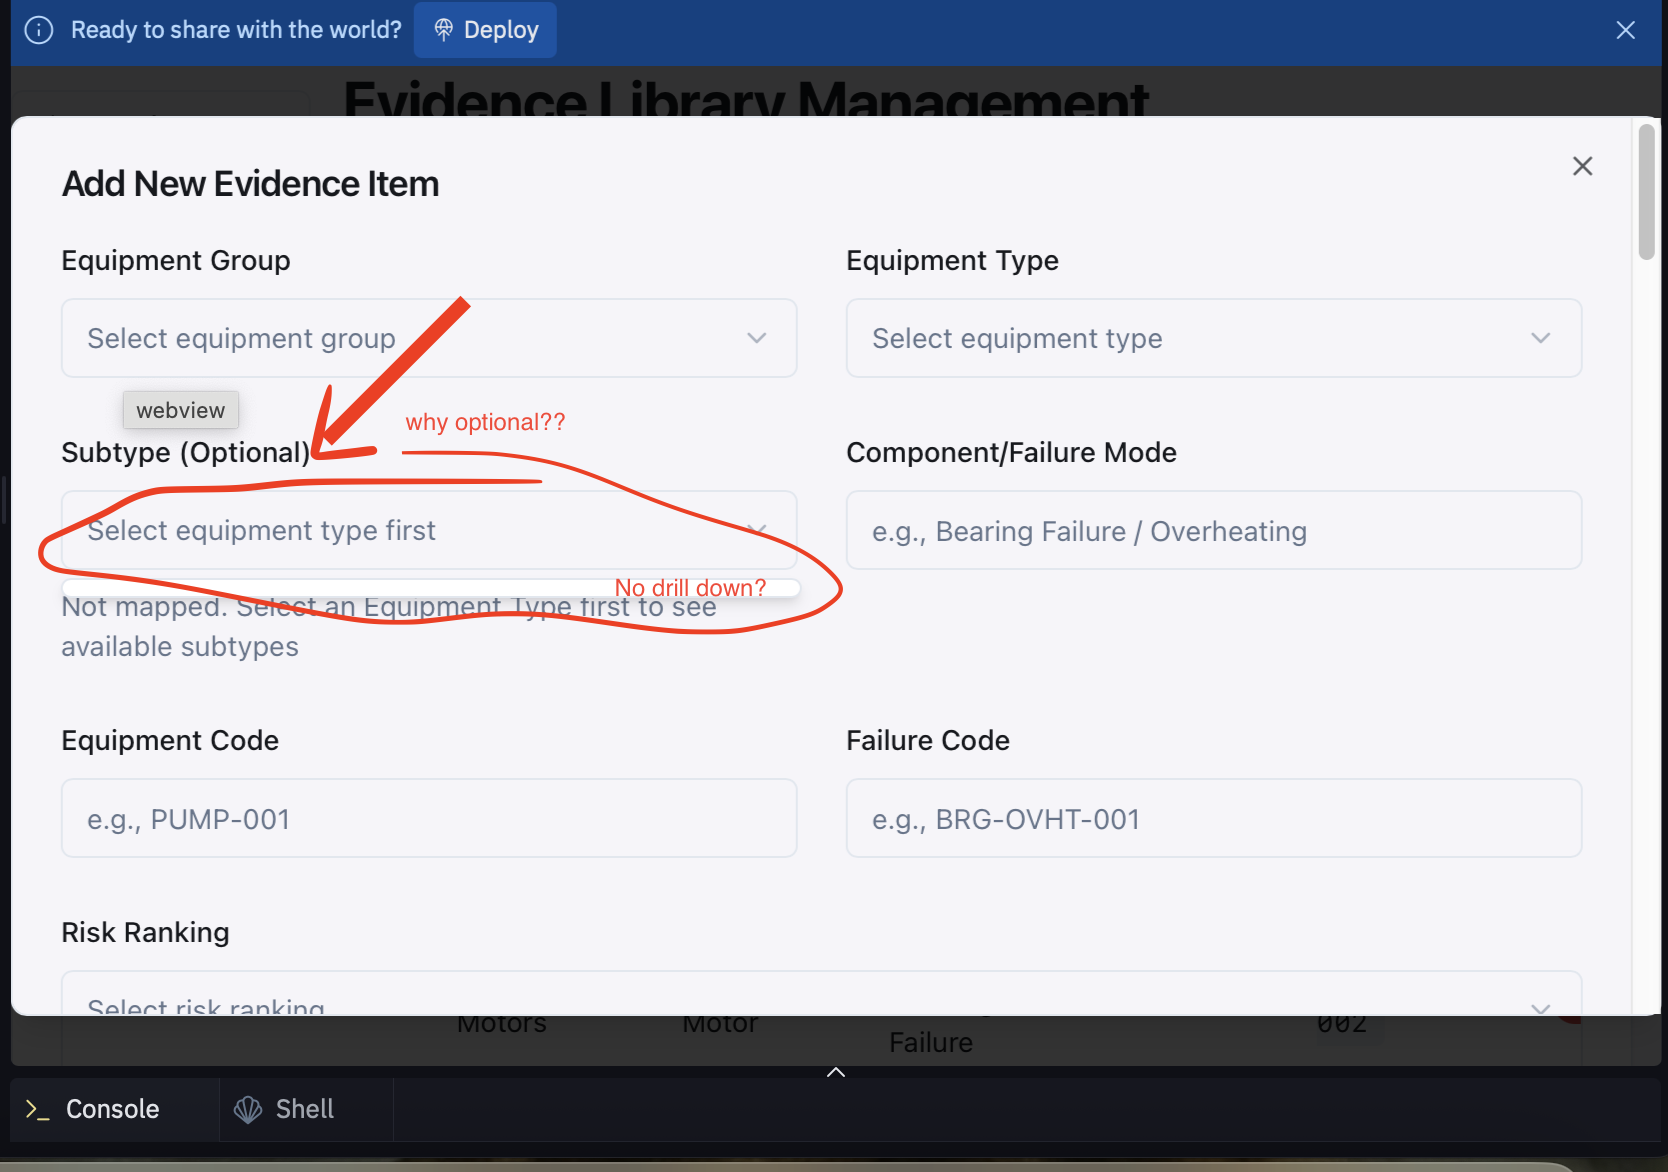 Ready to share with the world?
Deploy
Evidence Library Management
Add New Evidence Item
Equipment Group
Equipment Type
Select equipment group
Select equipment type
webview
why optional??
Subtype (Optional)
Component/Failure Mode
Select equipment type first
e.g., Bearing Failure / Overheating
No drill down?
Not mapped. Select an Equipment Type first to see
available subtypes
Equipment Code
Failure Code
e.g., PUMP-001
e.g., BRG-OVHT-001
Risk Ranking
Select risk ranking
Motors
Motor
Failure
002
Console
Shell